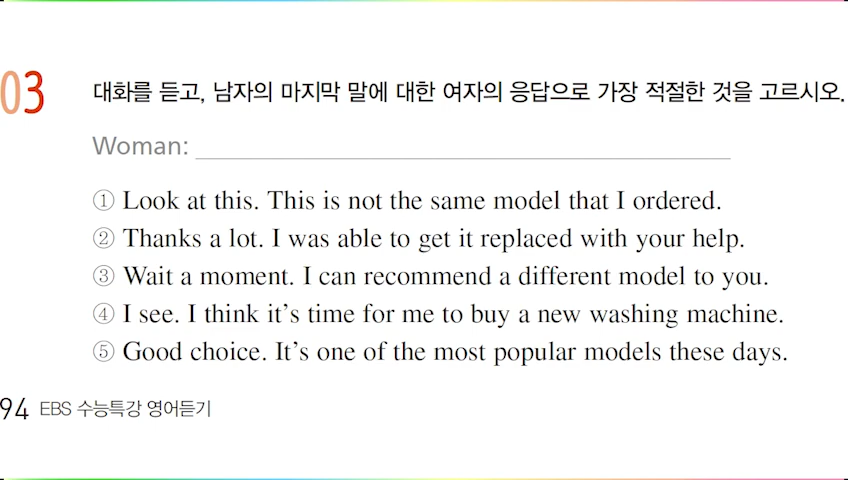 03
대화를 듣고, 남자의 마지막 말에 대한 여자의 응답으로 가장 적절한 것을 고르시오.
Woman:
① Look at this. This is not the same model that I ordered.
② Thanks a lot. I was able to get it replaced with your help.
③ Wait a moment. I can recommend a different model to you.
④ I see. I think it’s time for me to buy a new washing machine.
⑤ Good choice. It’s one of the most popular models these days.
94 EBS 수능특강 영어듣기